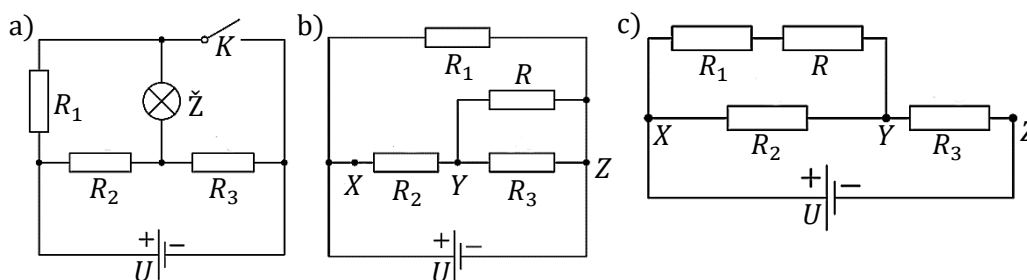 a)
K
R₁
Ž
R₂
R₃
+
−
U
b)
R₁
R
X
R₂
Y
R₃
Z
+
−
U
c)
R₁
R
X
R₂
Y
R₃
Z
+
−
U